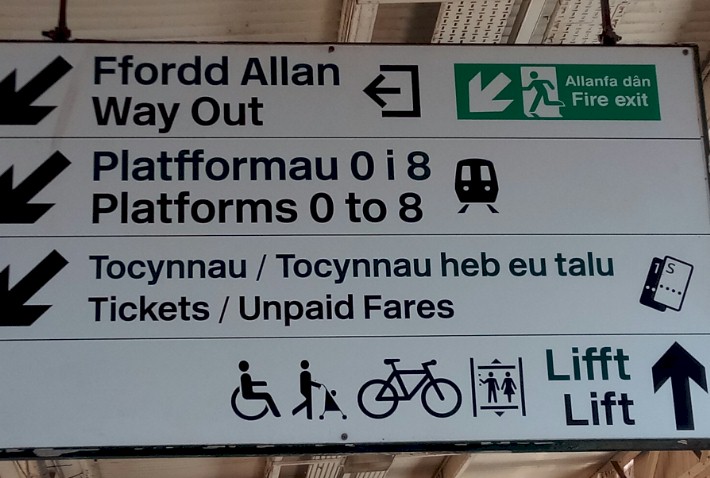 Ffordd Allan
Way Out
Allanfa dân
Fire exit
Platfformau 0 i 8
Platforms 0 to 8
Tocynnau / Tocynnau heb eu talu
Tickets / Unpaid Fares
1 S
Lifft
Lift